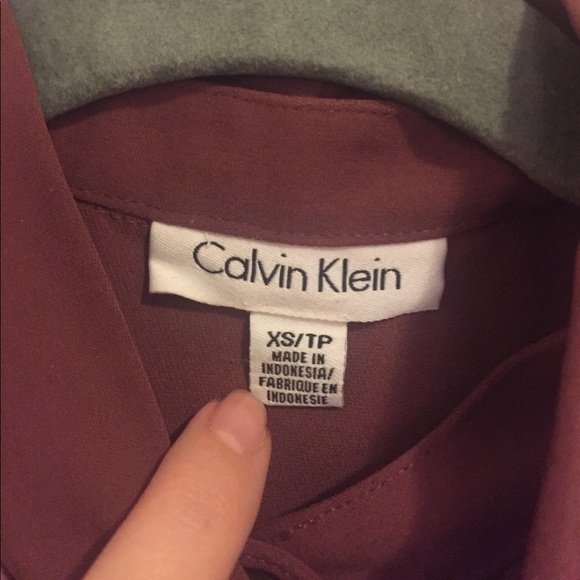 Calvin Klein
XS/TP
MADE IN
INDONESIA/
FABRIQUE EN
INDONESIE